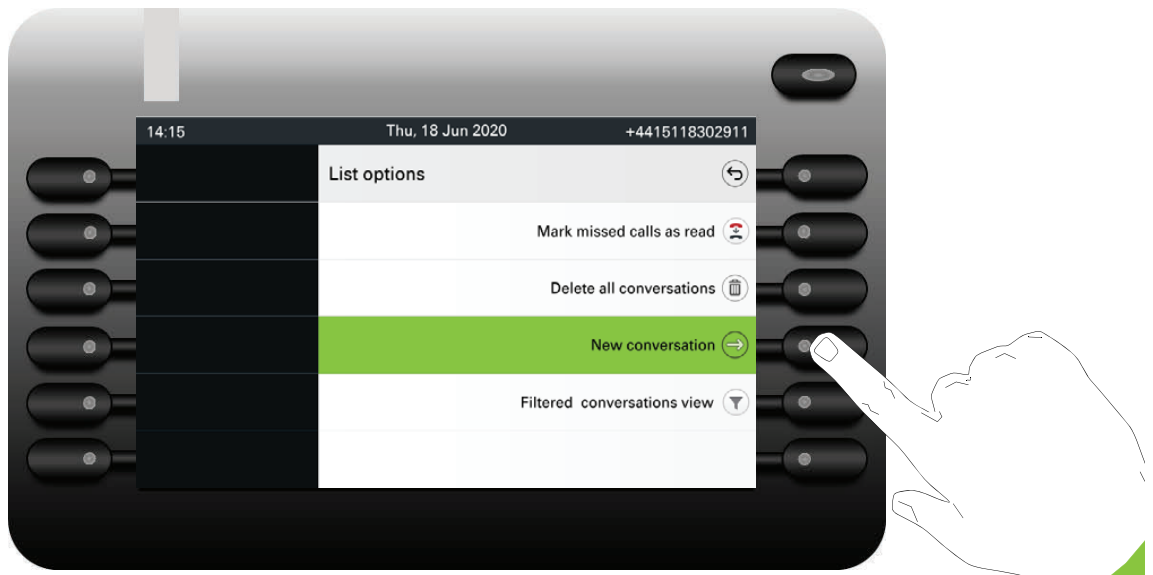 14:15 Thu, 18 Jun 2020 +4415118302911
List options
Mark missed calls as read
Delete all conversations
New conversation
Filtered conversations view